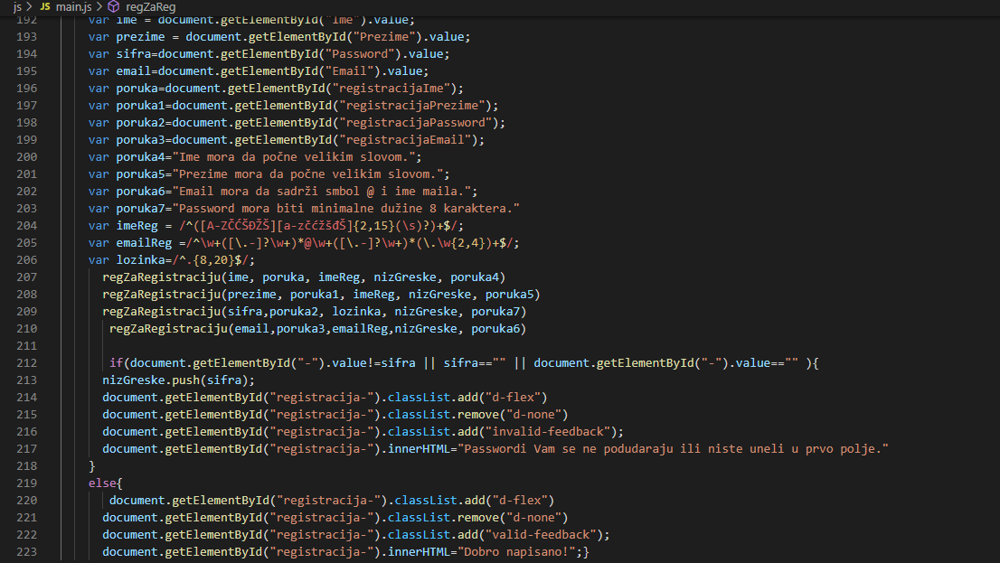 js > JS main.js > regZaReg
192 var ime = document.getElementById("Ime").value;
193 var prezime = document.getElementById("Prezime").value;
194 var sifra=document.getElementById("Password").value;
195 var email=document.getElementById("Email").value;
196 var poruka=document.getElementById("registracijaIme");
197 var poruka1=document.getElementById("registracijaPrezime");
198 var poruka2=document.getElementById("registracijaPassword");
199 var poruka3=document.getElementById("registracijaEmail");
200 var poruka4="Ime mora da počne velikim slovom.";
201 var poruka5="Prezime mora da počne velikim slovom.";
202 var poruka6="Email mora da sadrži smbol @ i ime maila.";
203 var poruka7="Password mora biti minimalne dužine 8 karaktera."
204 var imeReg = /^([A-ZČĆŠĐŽŠ][a-zčćžšđŠ]{2,15}(\s)?)+$/;
205 var emailReg =/^\w+([\.-]?\w+)*@\w+([\.-]?\w+)*(\.\w{2,4})+$/;
206 var lozinka=/^.{8,20}$/;
207 regZaRegistraciju(ime, poruka, imeReg, nizGreske, poruka4)
208 regZaRegistraciju(prezime, poruka1, imeReg, nizGreske, poruka5)
209 regZaRegistraciju(sifra,poruka2, lozinka, nizGreske, poruka7)
210 regZaRegistraciju(email,poruka3,emailReg,nizGreske, poruka6)
211
212 if(document.getElementById("-").value!=sifra || sifra=="" || document.getElementById("-").value=="" ){
213 nizGreske.push(sifra);
214 document.getElementById("registracija-").classList.add("d-flex")
215 document.getElementById("registracija-").classList.remove("d-none")
216 document.getElementById("registracija-").classList.add("invalid-feedback");
217 document.getElementById("registracija-").innerHTML="Passwordi Vam se ne podudaraju ili niste uneli u prvo polje."
218 }
219 else{
220 document.getElementById("registracija-").classList.add("d-flex")
221 document.getElementById("registracija-").classList.remove("d-none")
222 document.getElementById("registracija-").classList.add("valid-feedback");
223 document.getElementById("registracija-").innerHTML="Dobro napisano!";}